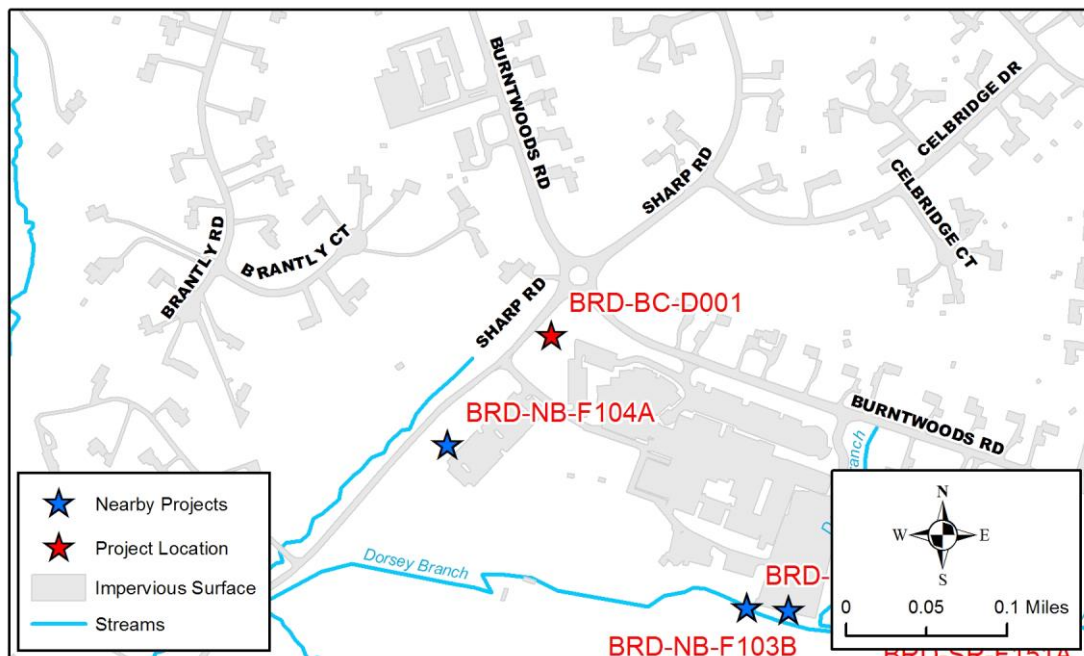 BURNTWOODS RD
CELBRIDGE DR
SHARP RD
CELBRIDGE CT
BRANTLY RD
BRANTLY CT
SHARP RD
BRD-BC-D001
BRD-NB-F104A
BURNTWOODS RD
Nearby Projects
Project Location
Impervious Surface
Streams
Dorsey Branch
BRD-
BRD-NB-F103B
N
W
E
S
0 0.05 0.1 Miles